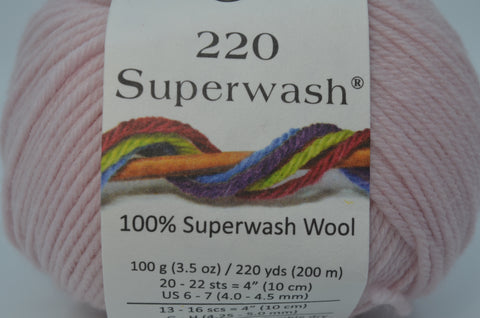 220
Superwash®
100% Superwash Wool
100 g (3.5 oz) / 220 yds (200 m)
20 - 22 sts = 4” (10 cm)
US 6 - 7 (4.0 - 4.5 mm)
13 - 16 scs = 4” (10 cm)